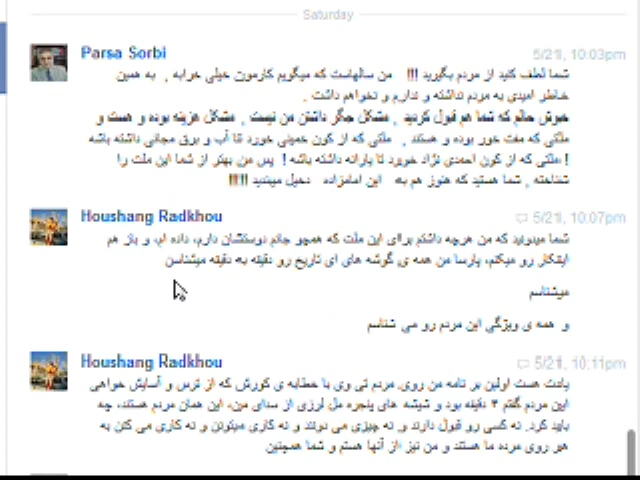 Saturday
Parsa Sorbi
5/21, 10:03pm
شما لطف کنید از مردم بگیرید !!!! من سالهاست که میگویم کارمون خیلی خرابه , به همین
خاطر امیدی به مردم نداشته و ندارم و نخواهم داشت .
خوش حالم که شما هم قبول کردید , مشکل جگر داشتن من نیست , مشکل هزینه بوده و هست و
ملتی که مفت خور بوده و هستند , ملتی که از کون خمینی خورد تا آب و برق مجانی داشته باشه
! ملتی که از کون احمدی نژاد خورد تا یارانه داشته باشه ! پس من بهتر از شما این ملت را
شناخته , شما هستید که هنوز هم به این امامزاده دخیل میبندید !!!!!
Houshang Radkhou
5/21, 10:07pm
شما میدونید که من هرچه داشتم برای این ملت که همچو جانم دوستشان دارم، داده ام، و باز هم
اینکار رو میکنم، پارسا من همه ی گوشه های ای تاریخ رو دقیقه به دقیقه میشناسن
میشناسم
و همه ی ویژگی این مردم رو می شناسم
Houshang Radkhou
5/21, 10:11pm
یادت هست اولین بر نامه من روی مردم تی وی با خطابه ی کورش که از ترس و آسایش خواهی
این مردم گفتم ۳ دقیقه بود و شیشه های پنجره مل لرزی از سدای من، این همان مردم هستند، چه
باید کرد. نه کسی رو قبول دارند و نه چیزی می دونند و نه کاری میتونن و نه کاری می کنن به
هر روی مرده ما هستند و من نیز از آنها هستم و شما همچنین